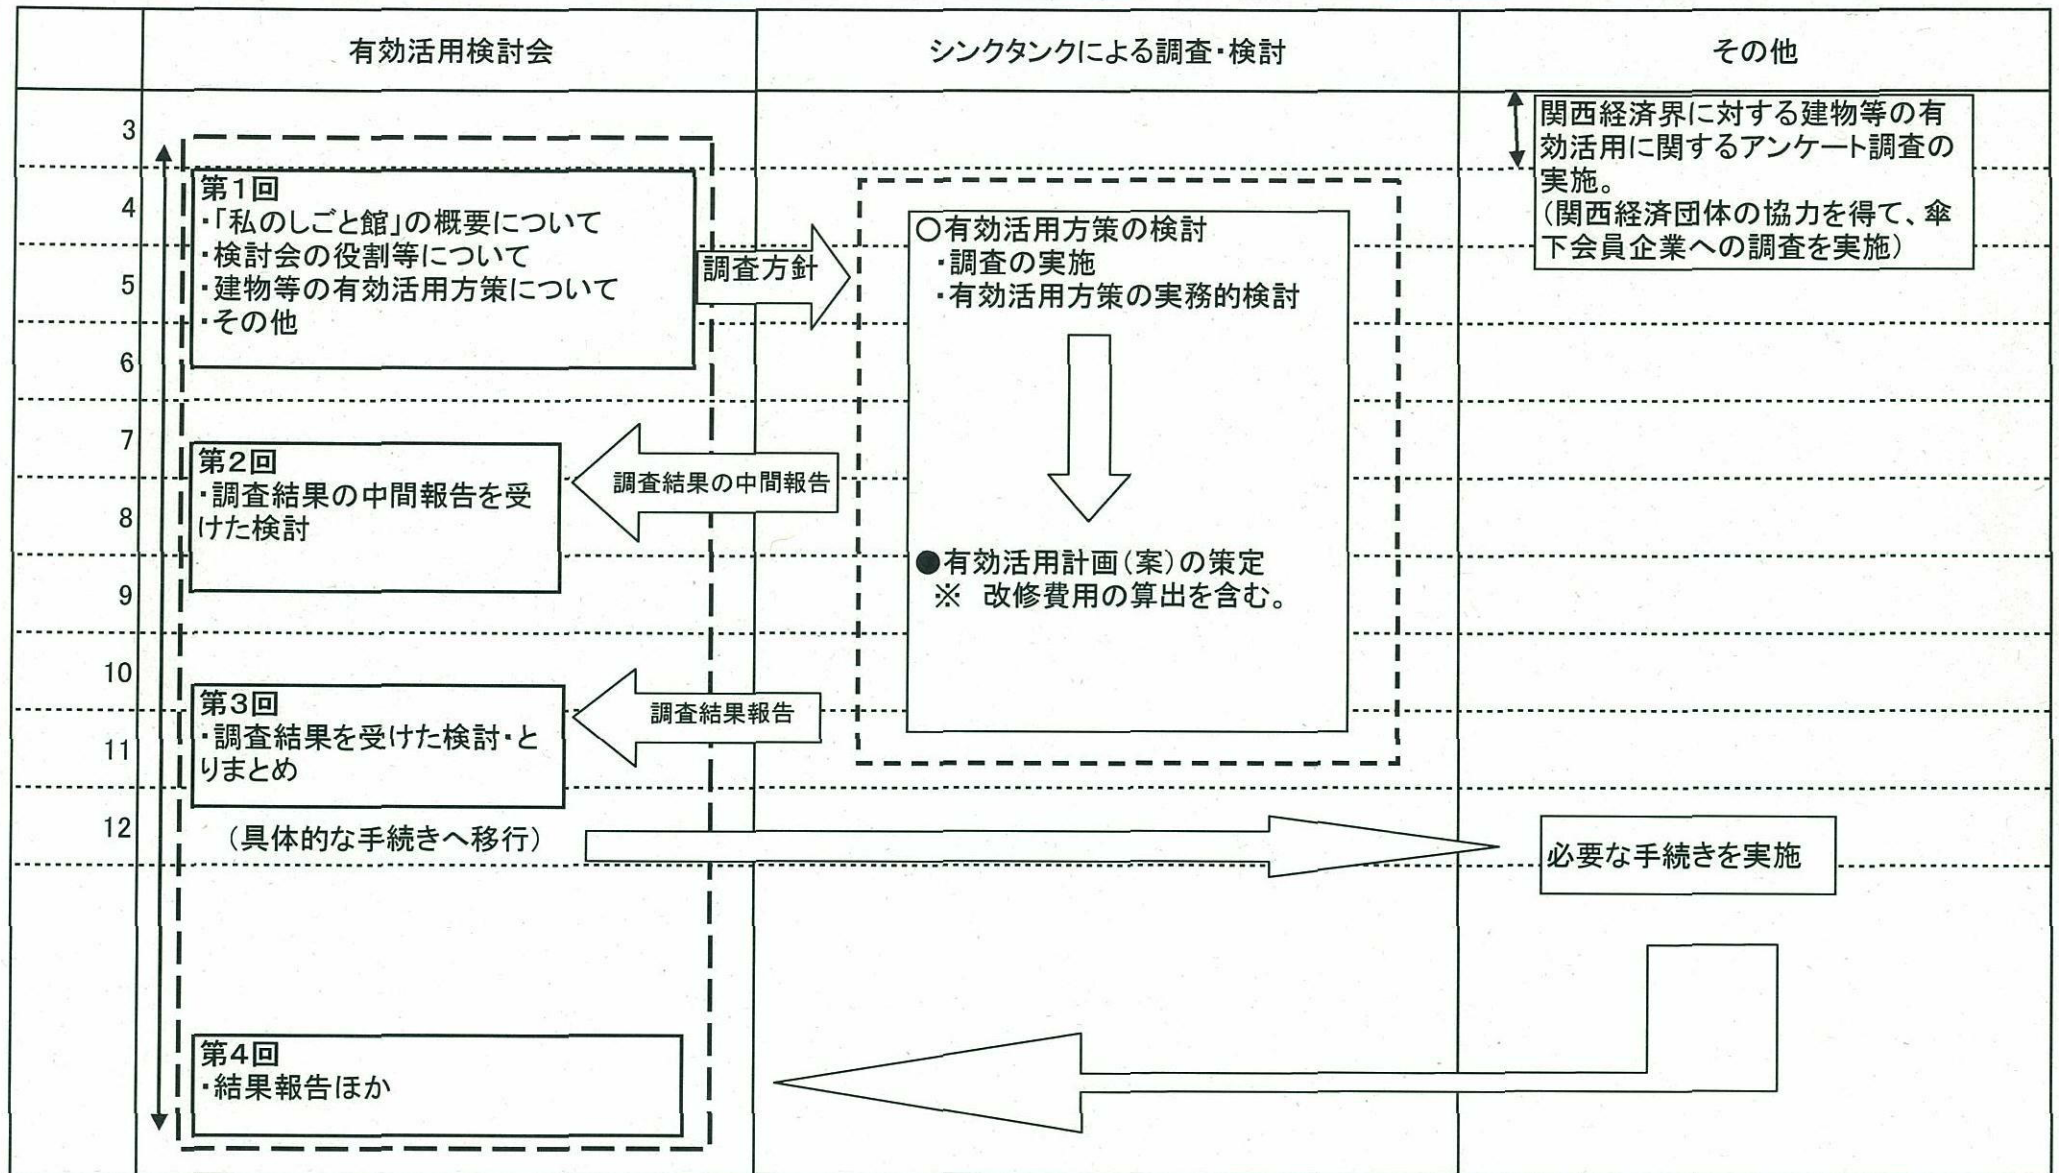 有効活用検討会
シンクタンクによる調査・検討
その他
3
4
5
6
7
8
9
10
11
12
第1回
・「私のしごと館」の概要について
・検討会の役割等について
・建物等の有効活用方策について
・その他
調査方針
○有効活用方策の検討
・調査の実施
・有効活用方策の実務的検討
関西経済界に対する建物等の有
効活用に関するアンケート調査の
実施。
（関西経済団体の協力を得て、傘
下会員企業への調査を実施）
第2回
・調査結果の中間報告を受
けた検討
調査結果の中間報告
●有効活用計画（案）の策定
※　改修費用の算出を含む。
第3回
・調査結果を受けた検討・と
りまとめ
調査結果報告
（具体的な手続きへ移行）
必要な手続きを実施
第4回
・結果報告ほか